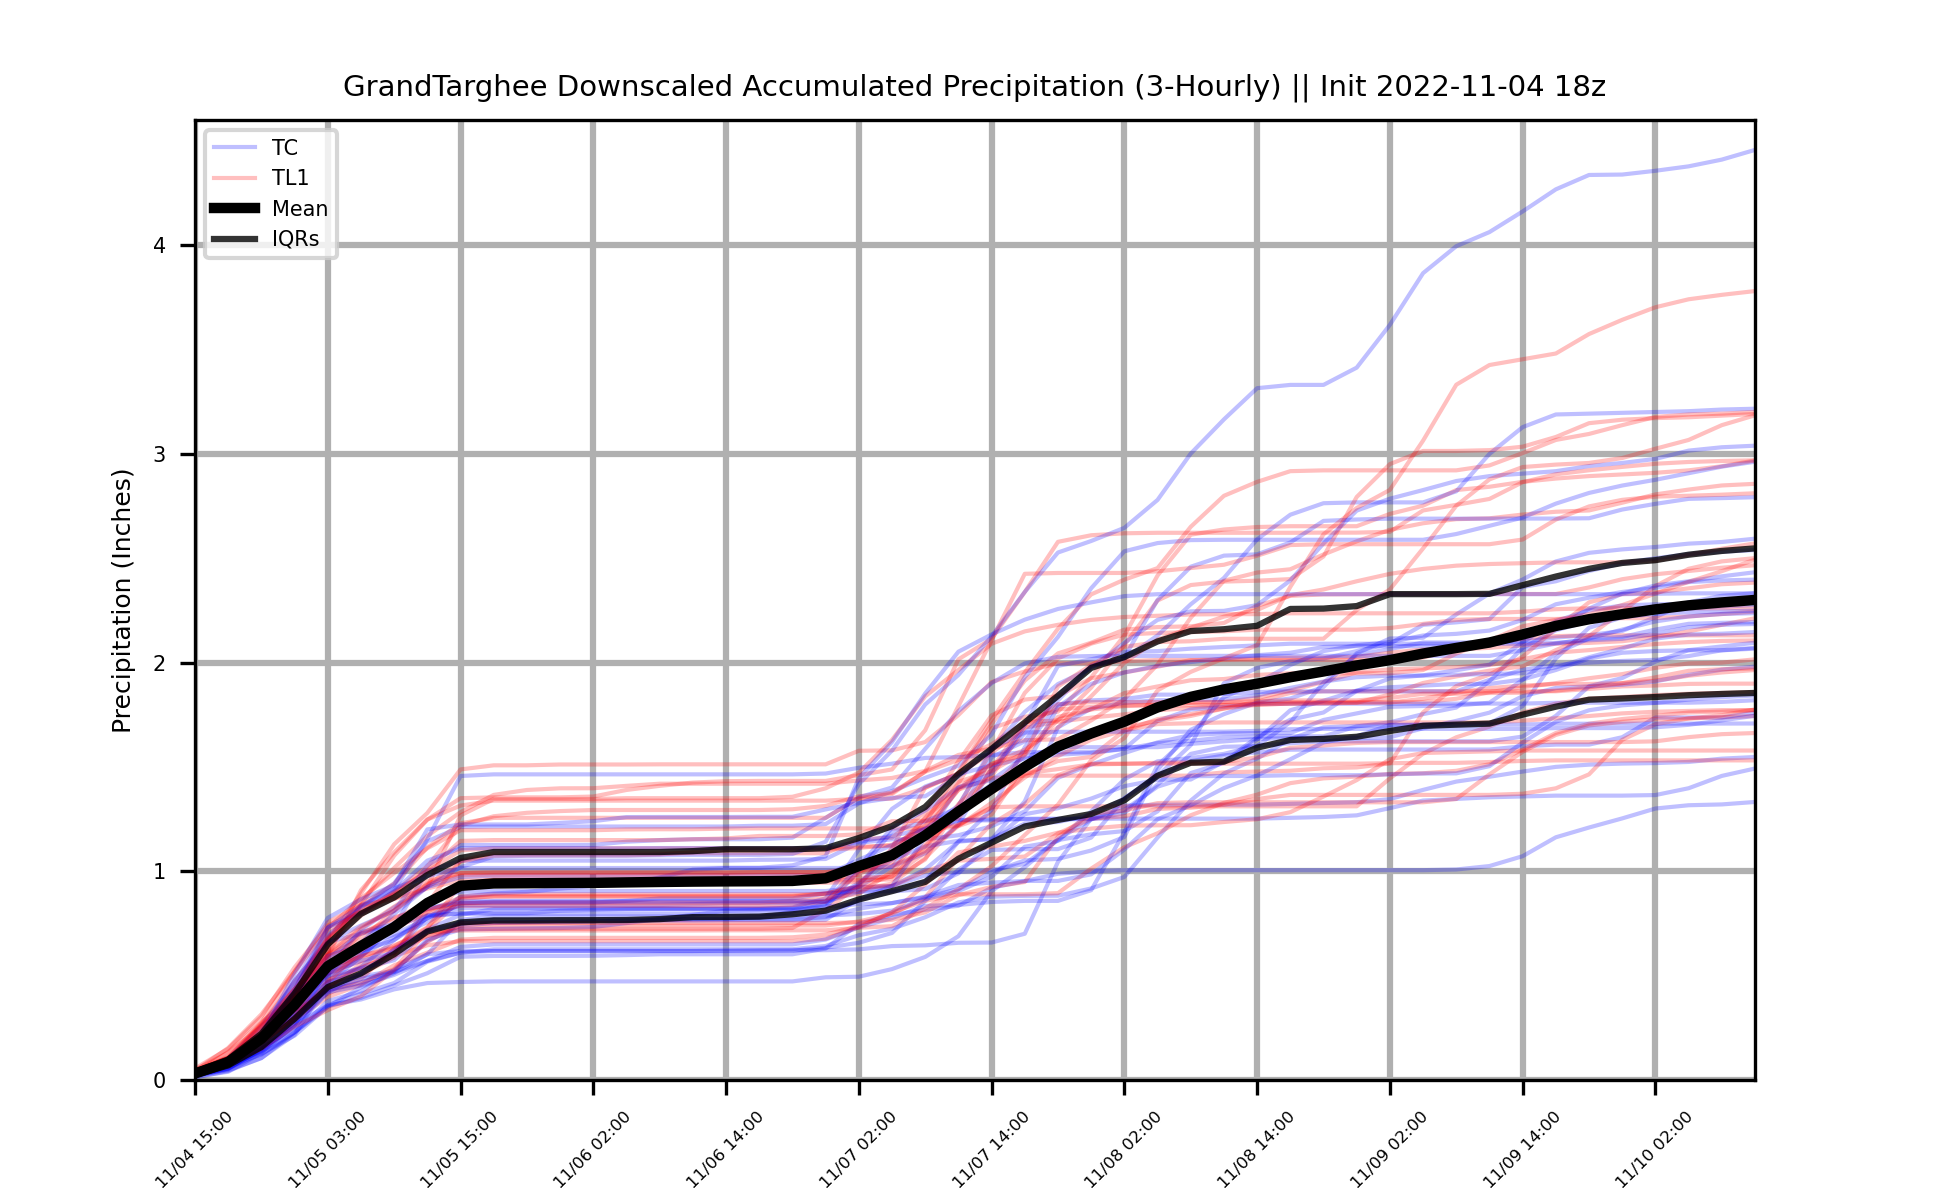 GrandTarghee Downscaled Accumulated Precipitation (3-Hourly) || Init 2022-11-04 18z
TC
TL1
Mean
IQRs
Precipitation (Inches)
4
3
2
1
0
11/04 15:00
11/05 03:00
11/05 15:00
11/06 02:00
11/06 14:00
11/07 02:00
11/07 14:00
11/08 02:00
11/08 14:00
11/09 02:00
11/09 14:00
11/10 02:00